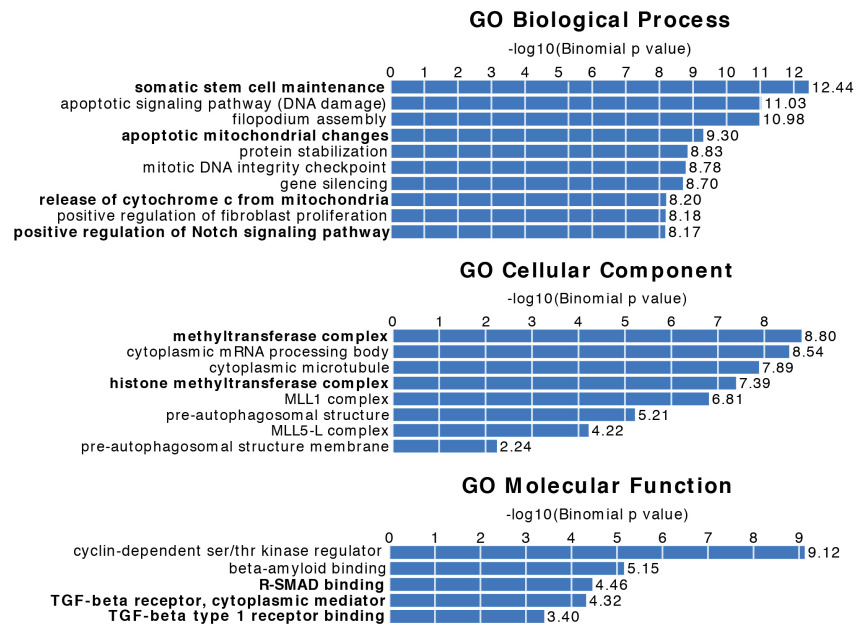 GO Biological Process
-log10(Binomial p value)
0 1 2 3 4 5 6 7 8 9 10 11 12
somatic stem cell maintenance 12.44
apoptotic signaling pathway (DNA damage) 11.03
filopodium assembly 10.98
apoptotic mitochondrial changes 9.30
protein stabilization 8.83
mitotic DNA integrity checkpoint 8.78
gene silencing 8.70
release of cytochrome c from mitochondria 8.20
positive regulation of fibroblast proliferation 8.18
positive regulation of Notch signaling pathway 8.17
GO Cellular Component
-log10(Binomial p value)
0 1 2 3 4 5 6 7 8
methyltransferase complex 8.80
cytoplasmic mRNA processing body 8.54
cytoplasmic microtubule 7.89
histone methyltransferase complex 7.39
MLL1 complex 6.81
pre-autophagosomal structure 5.21
MLL5-L complex 4.22
pre-autophagosomal structure membrane 2.24
GO Molecular Function
-log10(Binomial p value)
0 1 2 3 4 5 6 7 8 9
cyclin-dependent ser/thr kinase regulator 9.12
beta-amyloid binding 5.15
R-SMAD binding 4.46
TGF-beta receptor, cytoplasmic mediator 4.32
TGF-beta type 1 receptor binding 3.40